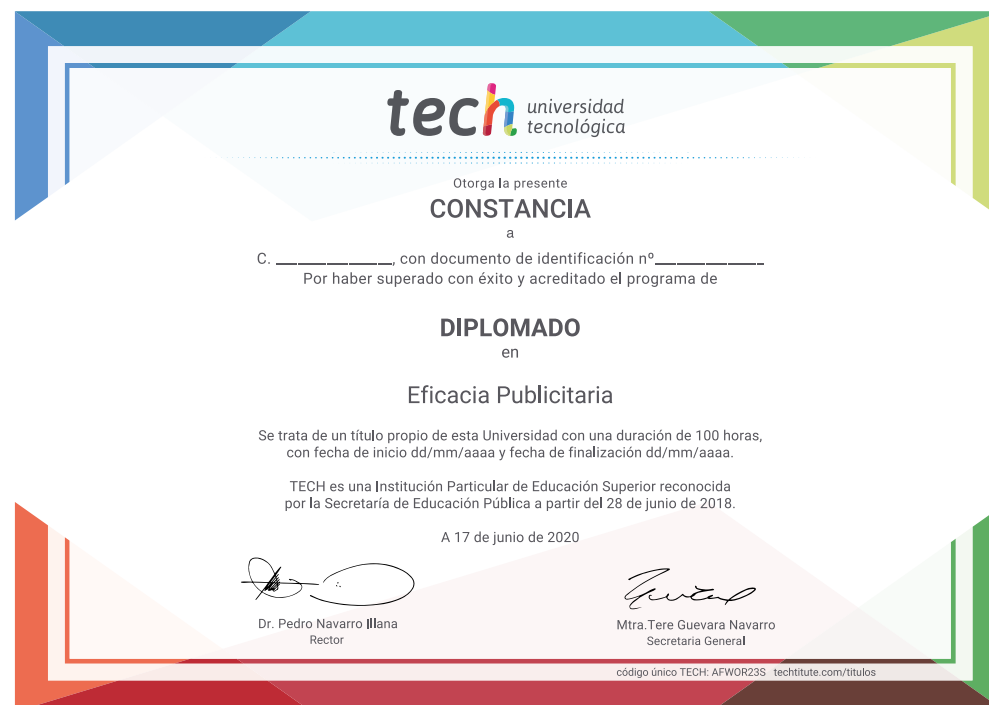 tech universidad
tecnológica
Otorga la presente
CONSTANCIA
a
C. ______________, con documento de identificación nº_____________
Por haber superado con éxito y acreditado el programa de
DIPLOMADO
en
Eficacia Publicitaria
Se trata de un título propio de esta Universidad con una duración de 100 horas,
con fecha de inicio dd/mm/aaaa y fecha de finalización dd/mm/aaaa.
TECH es una Institución Particular de Educación Superior reconocida
por la Secretaría de Educación Pública a partir del 28 de junio de 2018.
A 17 de junio de 2020
Dr. Pedro Navarro Illana
Rector
Mtra.Tere Guevara Navarro
Secretaria General
código único TECH: AFWOR23S techtitute.com/titulos